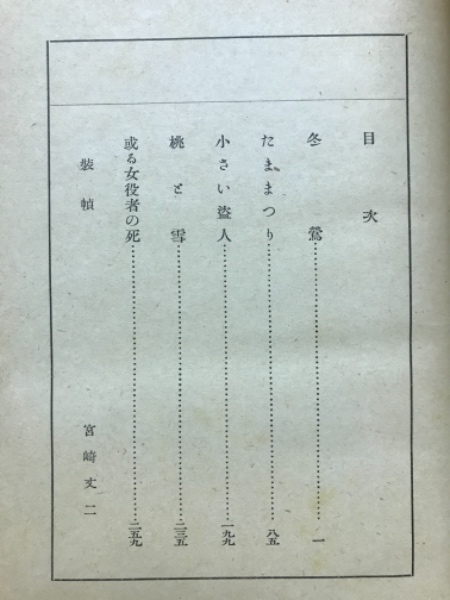 目次
冬鶯……一
たままつり……八五
小さい盗人……一九九
桃と雪……二三五
或る女役者の死……二五九
装幀 宮崎丈二